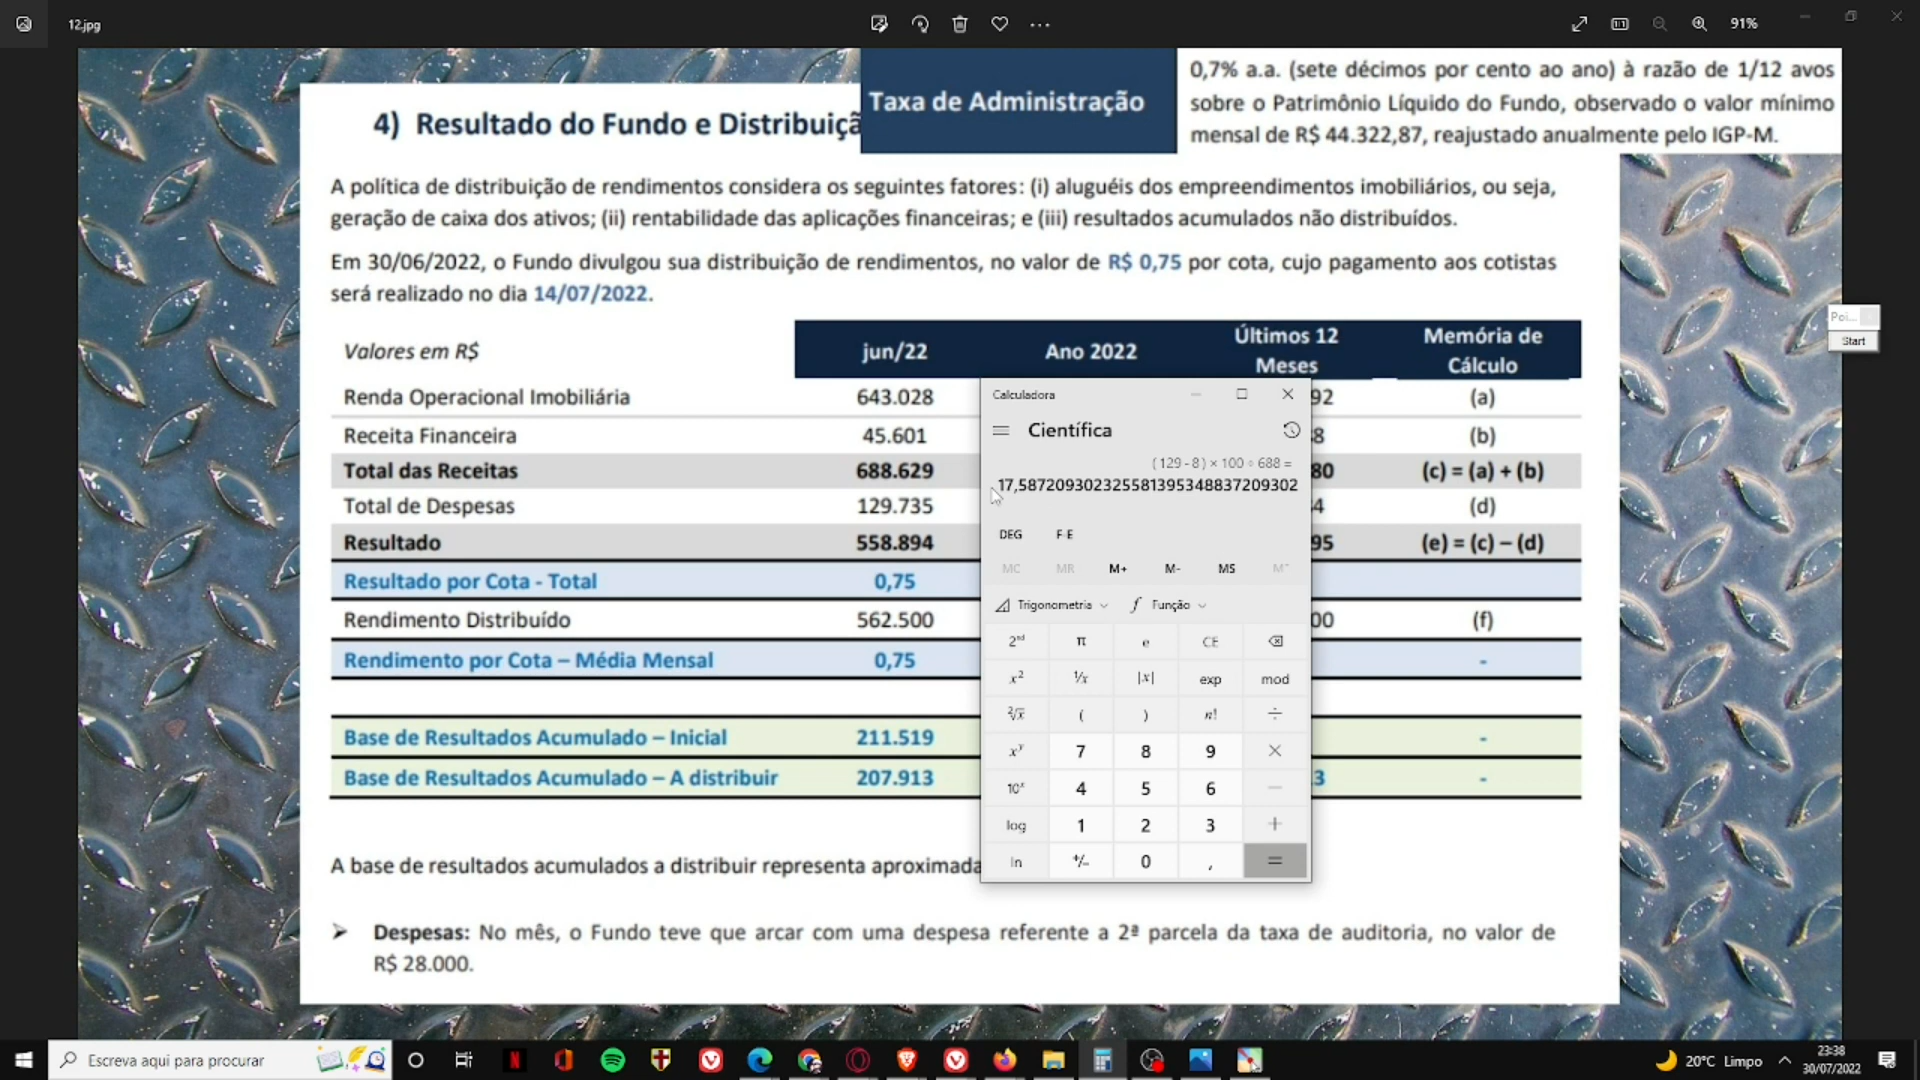 12.jpg
91%
4) Resultado do Fundo e Distribuiçã
Taxa de Administração
0,7% a.a. (sete décimos por cento ao ano) à razão de 1/12 avos
sobre o Patrimônio Líquido do Fundo, observado o valor mínimo
mensal de R$ 44.322,87, reajustado anualmente pelo IGP-M.
A política de distribuição de rendimentos considera os seguintes fatores: (i) aluguéis dos empreendimentos imobiliários, ou seja,
geração de caixa dos ativos; (ii) rentabilidade das aplicações financeiras; e (iii) resultados acumulados não distribuídos.
Em 30/06/2022, o Fundo divulgou sua distribuição de rendimentos, no valor de R$ 0,75 por cota, cujo pagamento aos cotistas
será realizado no dia 14/07/2022.
Poi...
Start
Valores em R$ jun/22 Ano 2022 Últimos 12 Meses Memória de Cálculo
Renda Operacional Imobiliária 643.028 92 (a)
Receita Financeira 45.601 8 (b)
Total das Receitas 688.629 80 (c) = (a) + (b)
Total de Despesas 129.735 4 (d)
Resultado 558.894 95 (e) = (c) – (d)
Resultado por Cota - Total 0,75
Rendimento Distribuído 562.500 00 (f)
Rendimento por Cota – Média Mensal 0,75 -
Base de Resultados Acumulado – Inicial 211.519 -
Base de Resultados Acumulado – A distribuir 207.913 3 -
A base de resultados acumulados a distribuir representa aproximada
➢ Despesas: No mês, o Fundo teve que arcar com uma despesa referente a 2ª parcela da taxa de auditoria, no valor de
R$ 28.000.
Calculadora
Científica
(129 - 8) × 100 ÷ 688 =
17,587209302325581395348837209302
DEG F-E
MC MR M+ M- MS M˅
Trigonometria Função
2ⁿᵈ π e CE
x² ¹/x |x| exp mod
²√x ( ) n! ÷
xʸ 7 8 9 ×
10ˣ 4 5 6 −
log 1 2 3 +
ln +/- 0 , =
Escreva aqui para procurar
20°C Limpo
23:38
30/07/2022